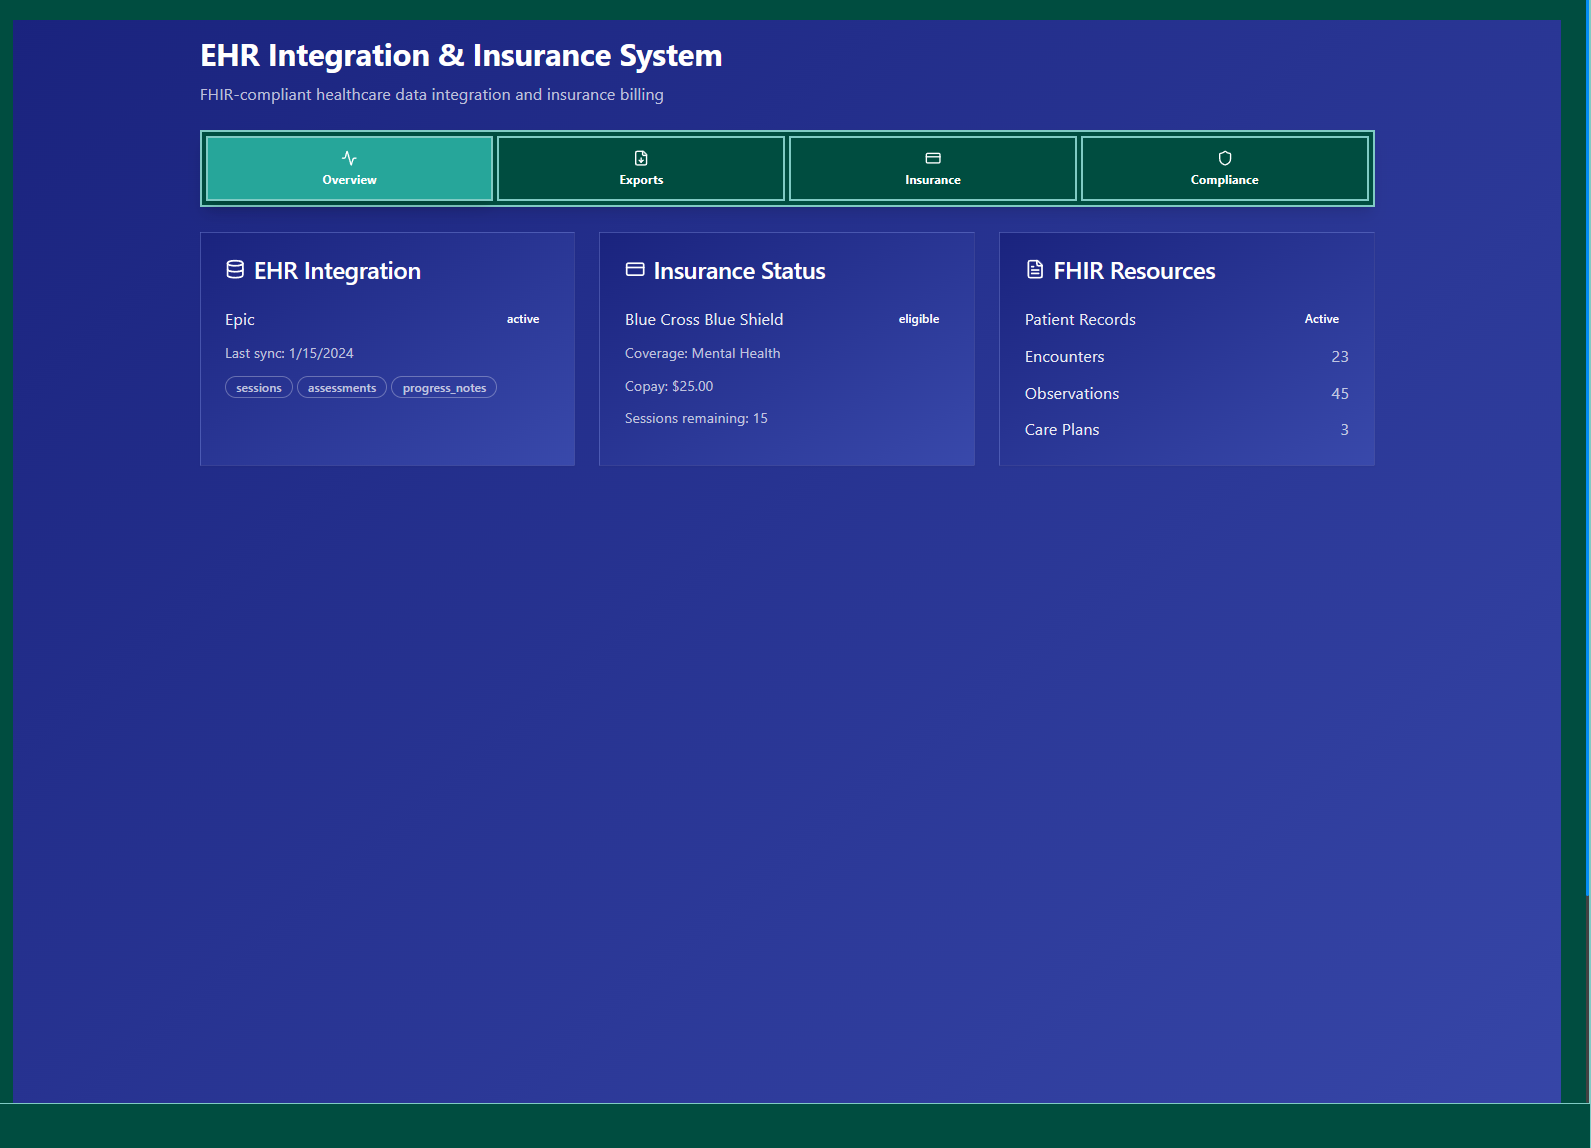 EHR Integration & Insurance System
FHIR-compliant healthcare data integration and insurance billing
Overview
Exports
Insurance
Compliance
EHR Integration
Epic active
Last sync: 1/15/2024
sessions assessments progress_notes
Insurance Status
Blue Cross Blue Shield eligible
Coverage: Mental Health
Copay: $25.00
Sessions remaining: 15
FHIR Resources
Patient Records Active
Encounters 23
Observations 45
Care Plans 3